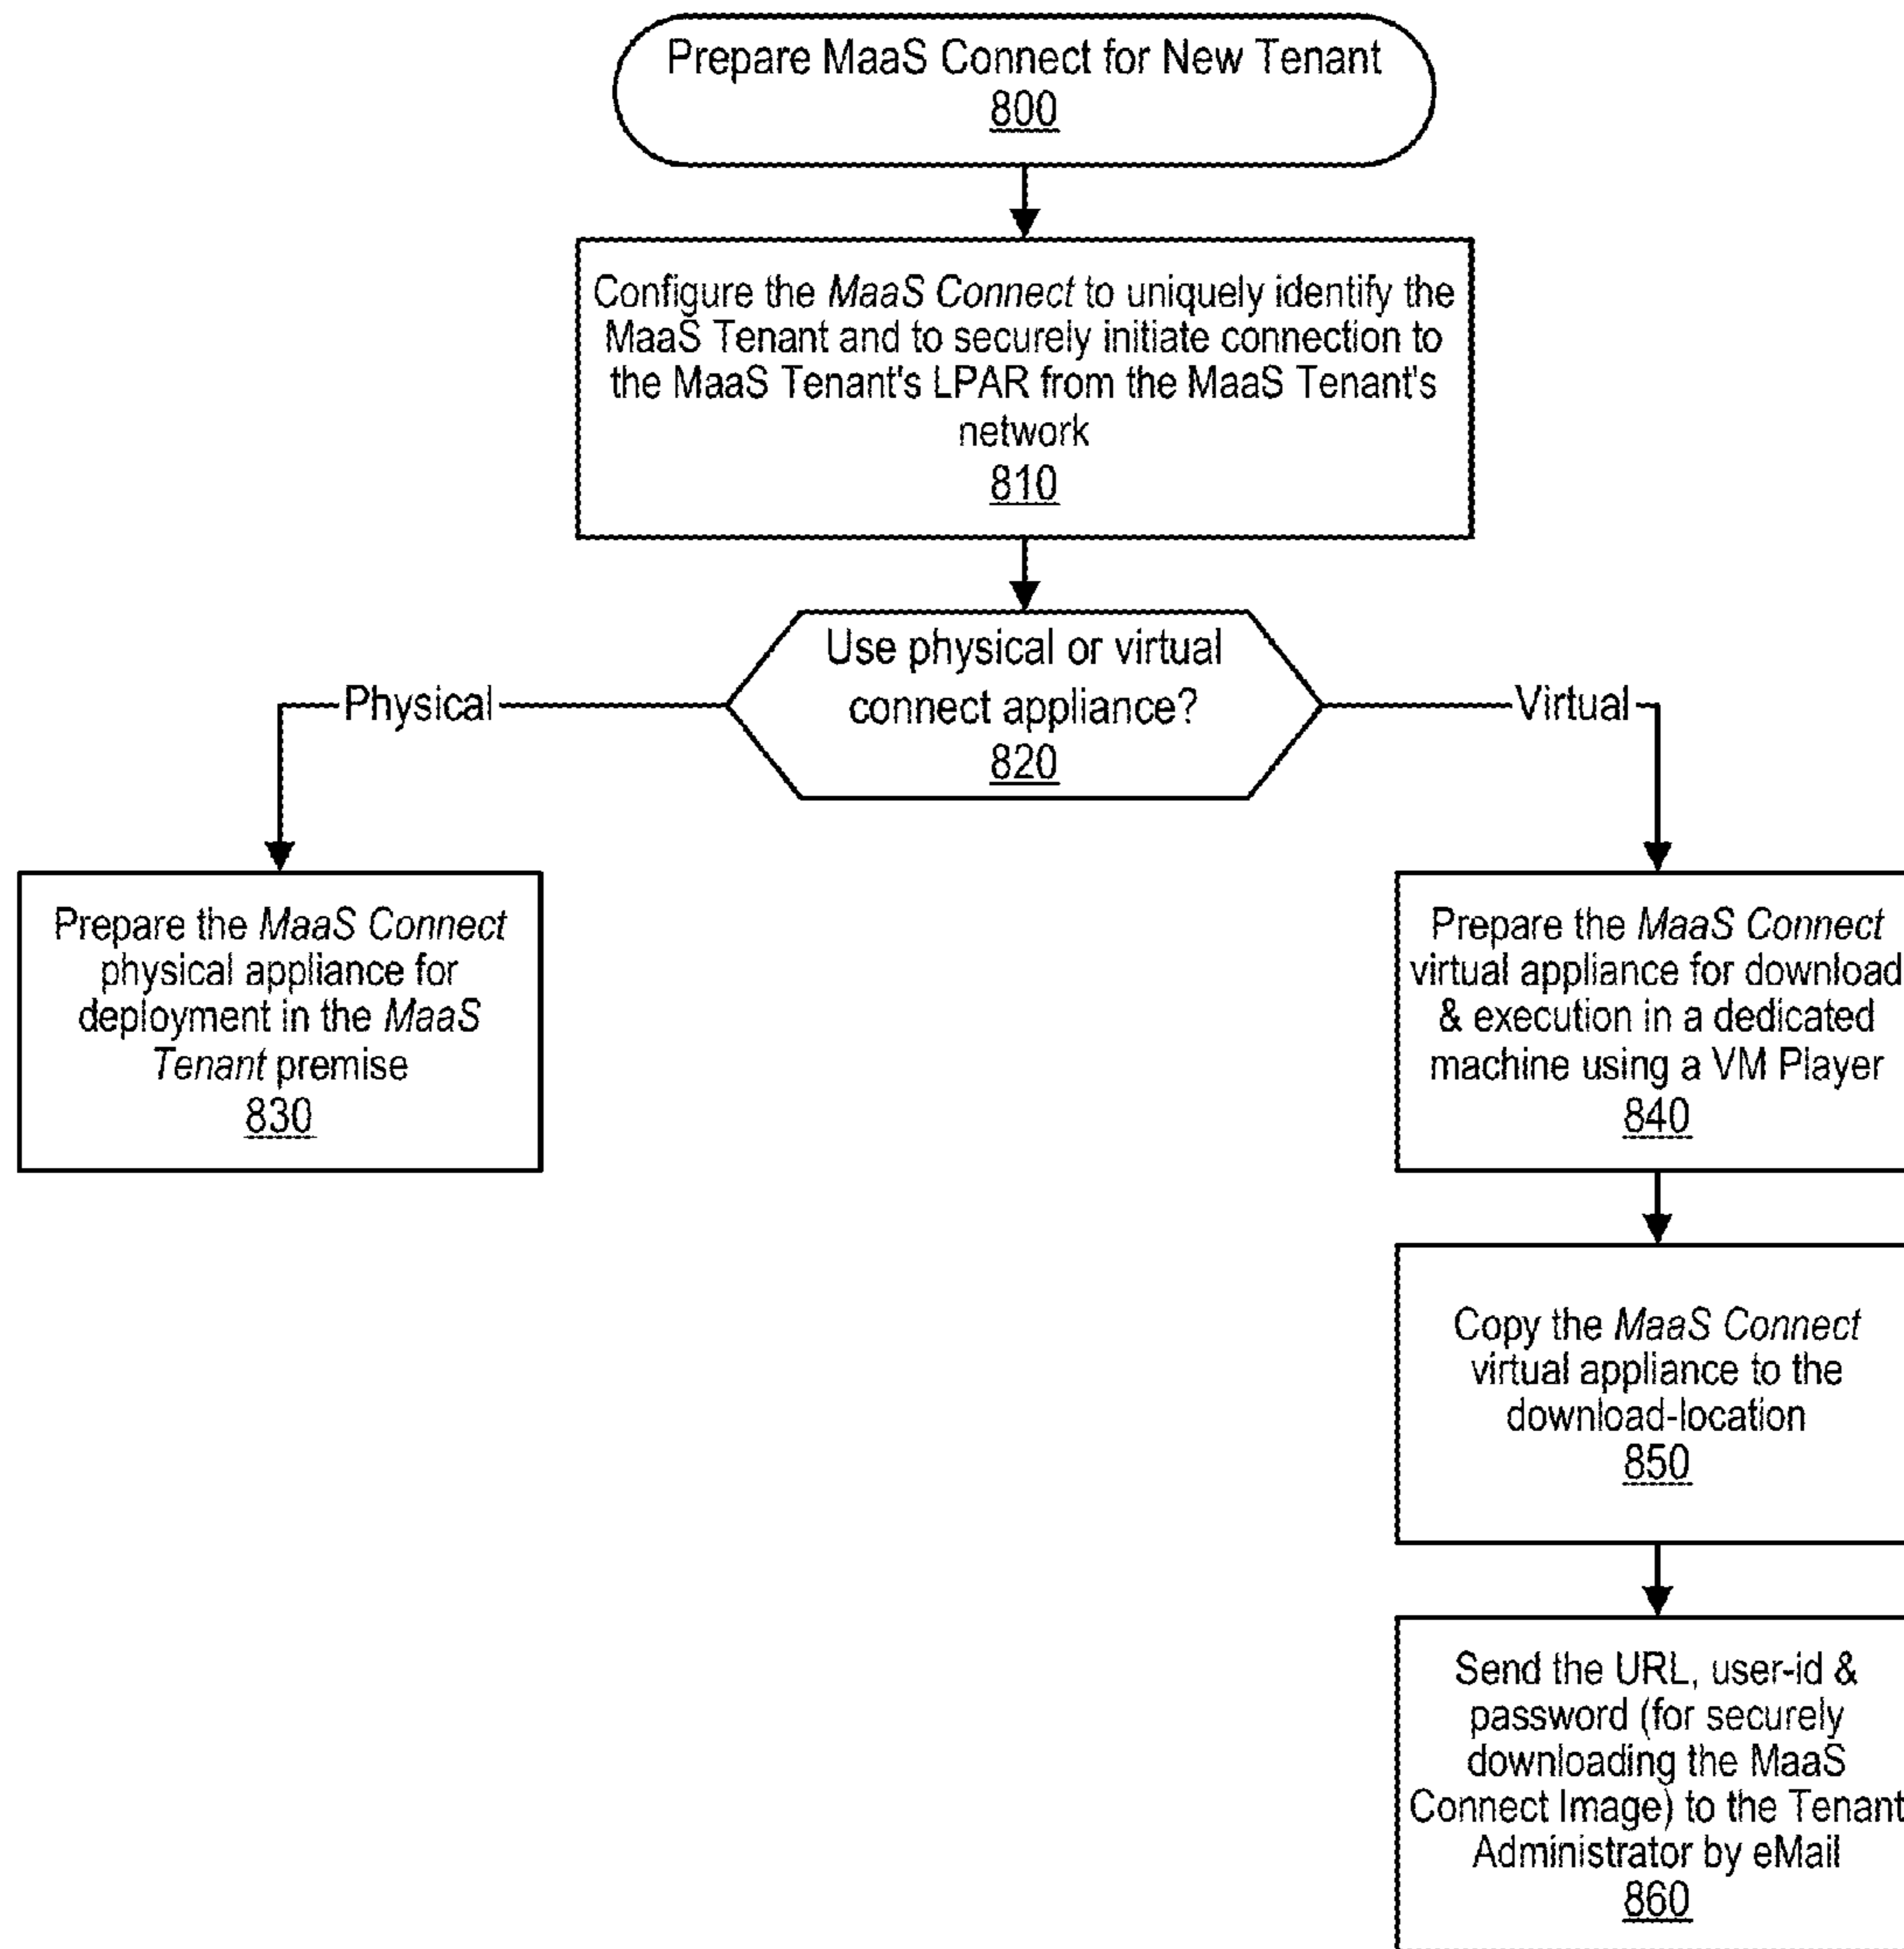 Prepare MaaS Connect for New Tenant
800
Configure the MaaS Connect to uniquely identify the
MaaS Tenant and to securely initiate connection to
the MaaS Tenant's LPAR from the MaaS Tenant's
network
810
Use physical or virtual
connect appliance?
820
Physical
Virtual
Prepare the MaaS Connect
physical appliance for
deployment in the MaaS
Tenant premise
830
Prepare the MaaS Connect
virtual appliance for download
& execution in a dedicated
machine using a VM Player
840
Copy the MaaS Connect
virtual appliance to the
download-location
850
Send the URL, user-id &
password (for securely
downloading the MaaS
Connect Image) to the Tenant
Administrator by eMail
860